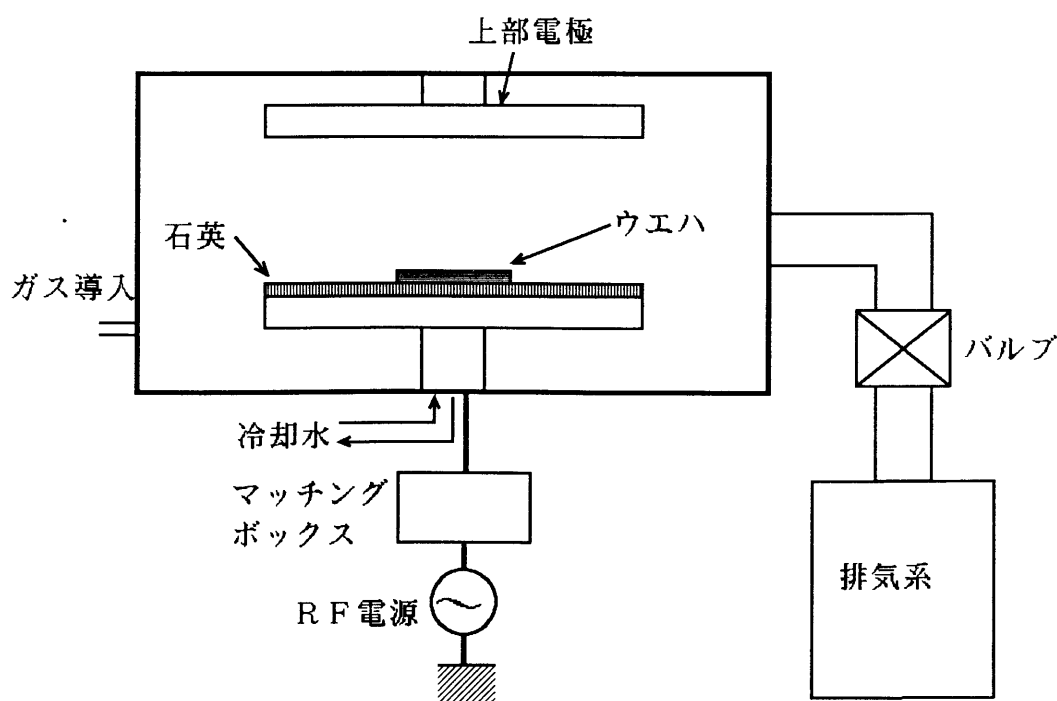 上部電極
石英
ウエハ
ガス導入
バルブ
冷却水
マッチング
ボックス
排気系
ＲＦ電源